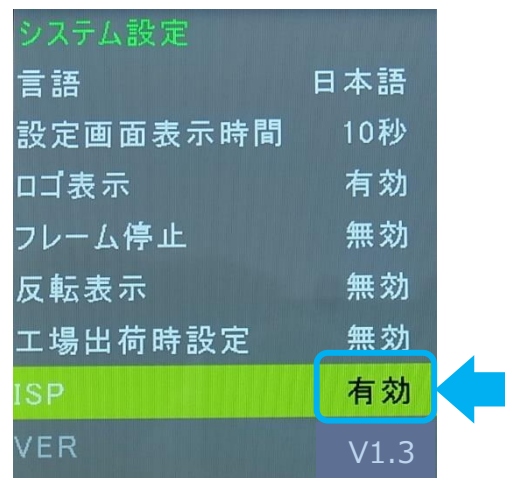 システム設定
言語 日本語
設定画面表示時間 10秒
ロゴ表示 有効
フレーム停止 無効
反転表示 無効
工場出荷時設定 無効
ISP 有効
VER V1.3